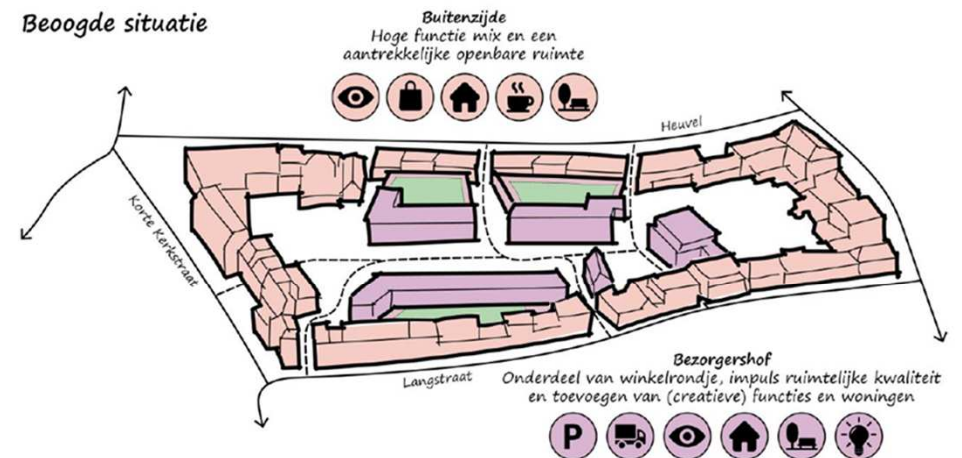 Beoogde situatie
Buitenzijde
Hoge functie mix en een
aantrekkelijke openbare ruimte
Heuvel
Korte Kerkstraat
Langstraat
Bezorgershof
Onderdeel van winkelrondje, impuls ruimtelijke kwaliteit
en toevoegen van (creatieve) functies en woningen
P